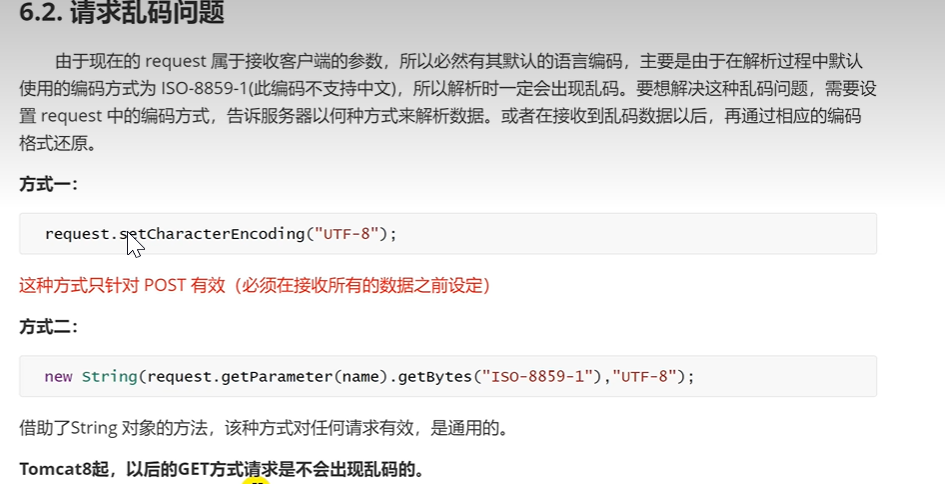 6.2. 请求乱码问题
由于现在的 request 属于接收客户端的参数，所以必然有其默认的语言编码，主要是由于在解析过程中默认
使用的编码方式为 ISO-8859-1(此编码不支持中文)，所以解析时一定会出现乱码。要想解决这种乱码问题，需要设
置 request 中的编码方式，告诉服务器以何种方式来解析数据。或者在接收到乱码数据以后，再通过相应的编码
格式还原。
方式一：
request.setCharacterEncoding("UTF-8");
这种方式只针对 POST 有效（必须在接收所有的数据之前设定）
方式二：
new String(request.getParameter(name).getBytes("ISO-8859-1"),"UTF-8");
借助了String 对象的方法，该种方式对任何请求有效，是通用的。
Tomcat8起，以后的GET方式请求是不会出现乱码的。